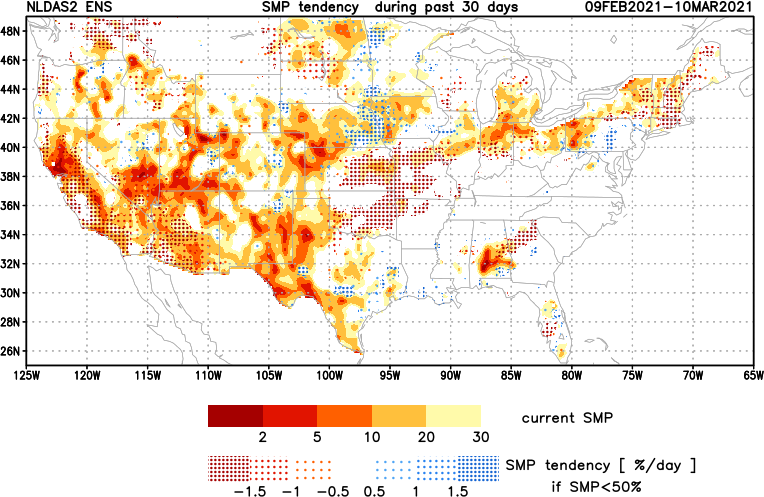 NLDAS2 ENS SMP tendency during past 30 days 09FEB2021-10MAR2021
48N
46N
44N
42N
40N
38N
36N
34N
32N
30N
28N
26N
125W 120W 115W 110W 105W 100W 95W 90W 85W 80W 75W 70W 65W
current SMP
2 5 10 20 30
SMP tendency [ %/day ]
-1.5 -1 -0.5 0.5 1 1.5
if SMP<50%